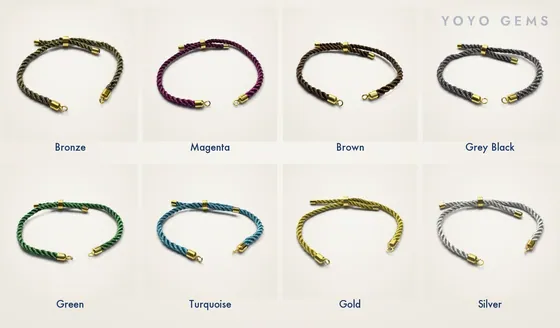 YOYO GEMS
Bronze
Magenta
Brown
Grey Black
Green
Turquoise
Gold
Silver